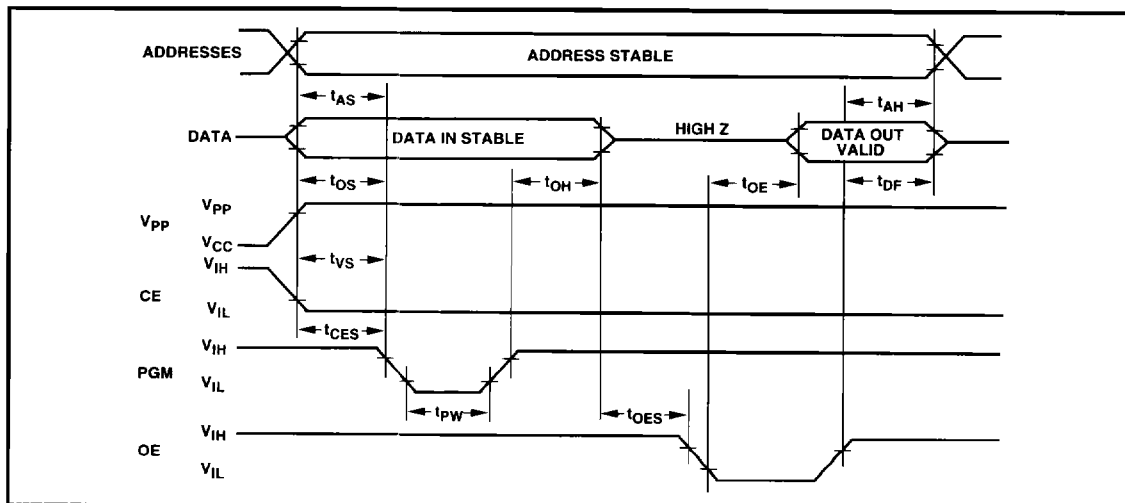 ADDRESSES
ADDRESS STABLE
tAS
tAH
DATA
DATA IN STABLE
HIGH Z
DATA OUT
VALID
tOS
tOH
tOE
tDF
VPP
VPP
VCC
tVS
CE
VIH
VIL
tCES
PGM
VIH
VIL
tPW
tOES
OE
VIH
VIL